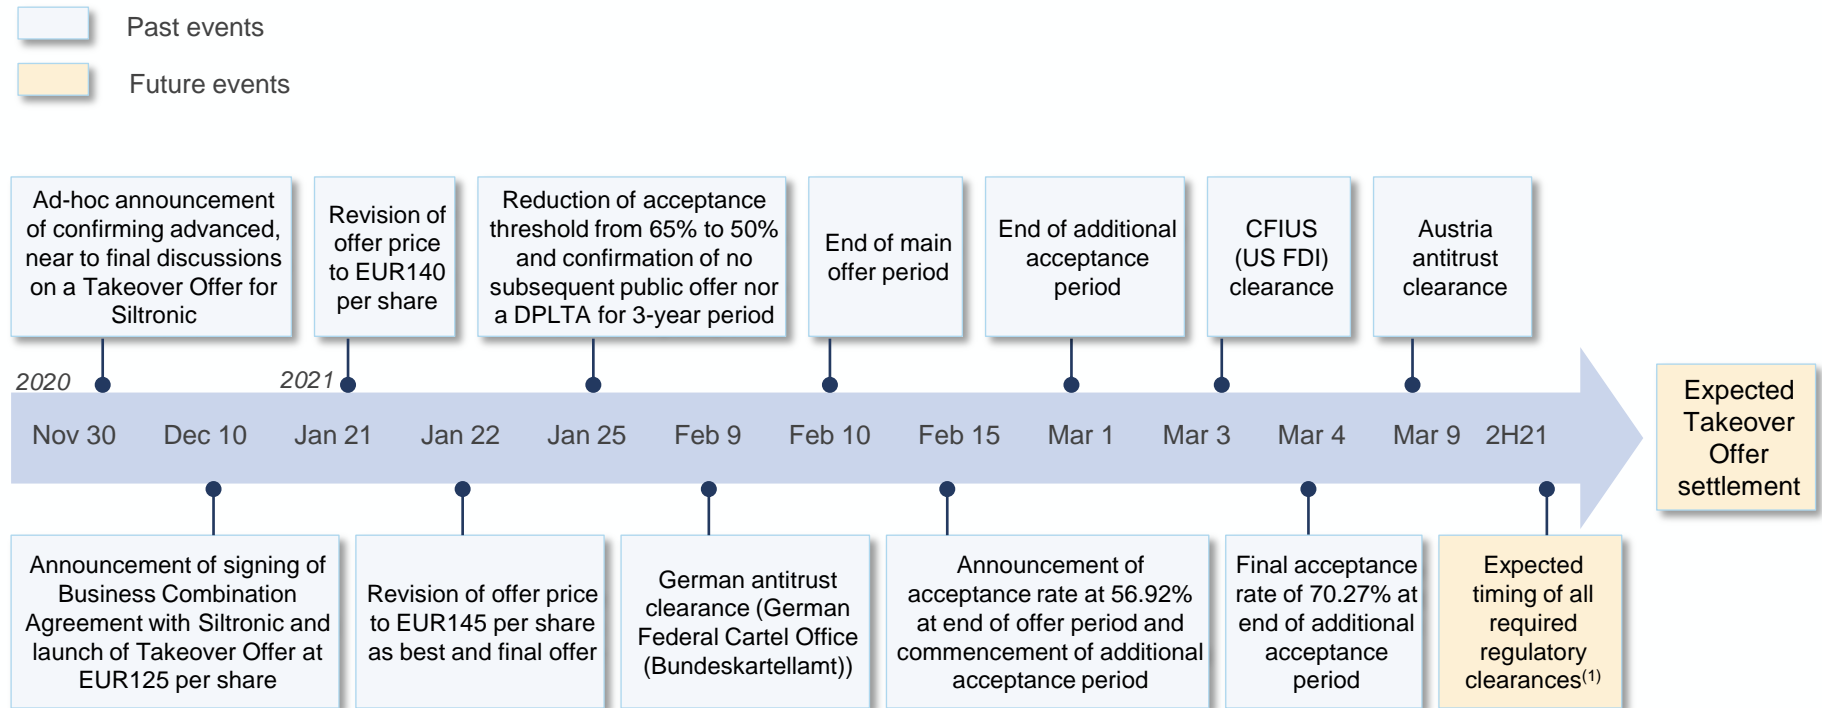 Past events
Future events
Ad-hoc announcement
of confirming advanced,
near to final discussions
on a Takeover Offer for
Siltronic
Revision of
offer price
to EUR140
per share
Reduction of acceptance
threshold from 65% to 50%
and confirmation of no
subsequent public offer nor
a DPLTA for 3-year period
End of main
offer period
End of additional
acceptance
period
CFIUS
(US FDI)
clearance
Austria
antitrust
clearance
2020
2021
Nov 30
Dec 10
Jan 21
Jan 22
Jan 25
Feb 9
Feb 10
Feb 15
Mar 1
Mar 3
Mar 4
Mar 9
2H21
Expected
Takeover
Offer
settlement
Announcement of signing of
Business Combination
Agreement with Siltronic and
launch of Takeover Offer at
EUR125 per share
Revision of offer price
to EUR145 per share
as best and final offer
German antitrust
clearance (German
Federal Cartel Office
(Bundeskartellamt))
Announcement of
acceptance rate at 56.92%
at end of offer period and
commencement of additional
acceptance period
Final acceptance
rate of 70.27% at
end of additional
acceptance
period
Expected
timing of all
required
regulatory
clearances(1)